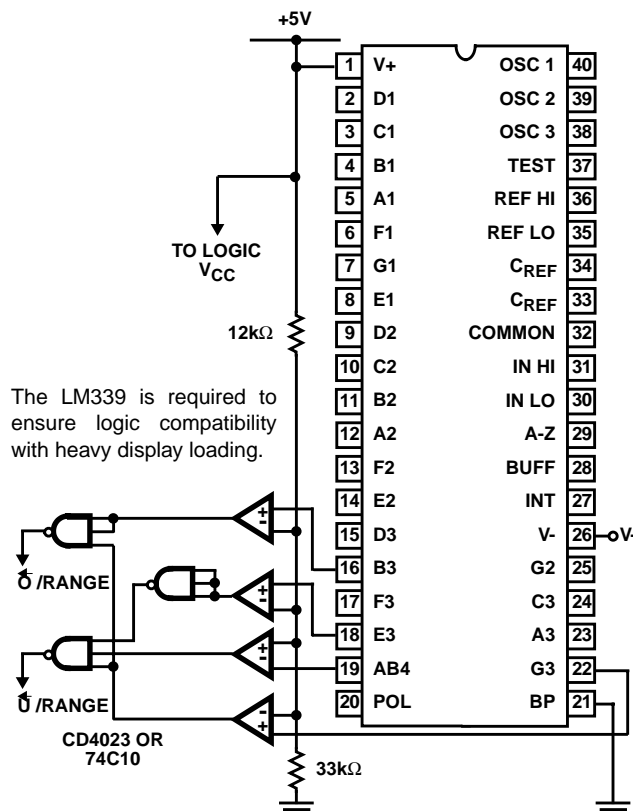 +5V
1 V+ OSC 1 40
2 D1 OSC 2 39
3 C1 OSC 3 38
4 B1 TEST 37
5 A1 REF HI 36
6 F1 REF LO 35
7 G1 CREF 34
8 E1 CREF 33
9 D2 COMMON 32
10 C2 IN HI 31
11 B2 IN LO 30
12 A2 A-Z 29
13 F2 BUFF 28
14 E2 INT 27
15 D3 V- 26 V-
16 B3 G2 25
17 F3 C3 24
18 E3 A3 23
19 AB4 G3 22
20 POL BP 21
TO LOGIC
VCC
12kΩ
The LM339 is required to
ensure logic compatibility
with heavy display loading.
+
-
+
-
+
-
-
+
O /RANGE
U /RANGE
CD4023 OR
74C10
33kΩ